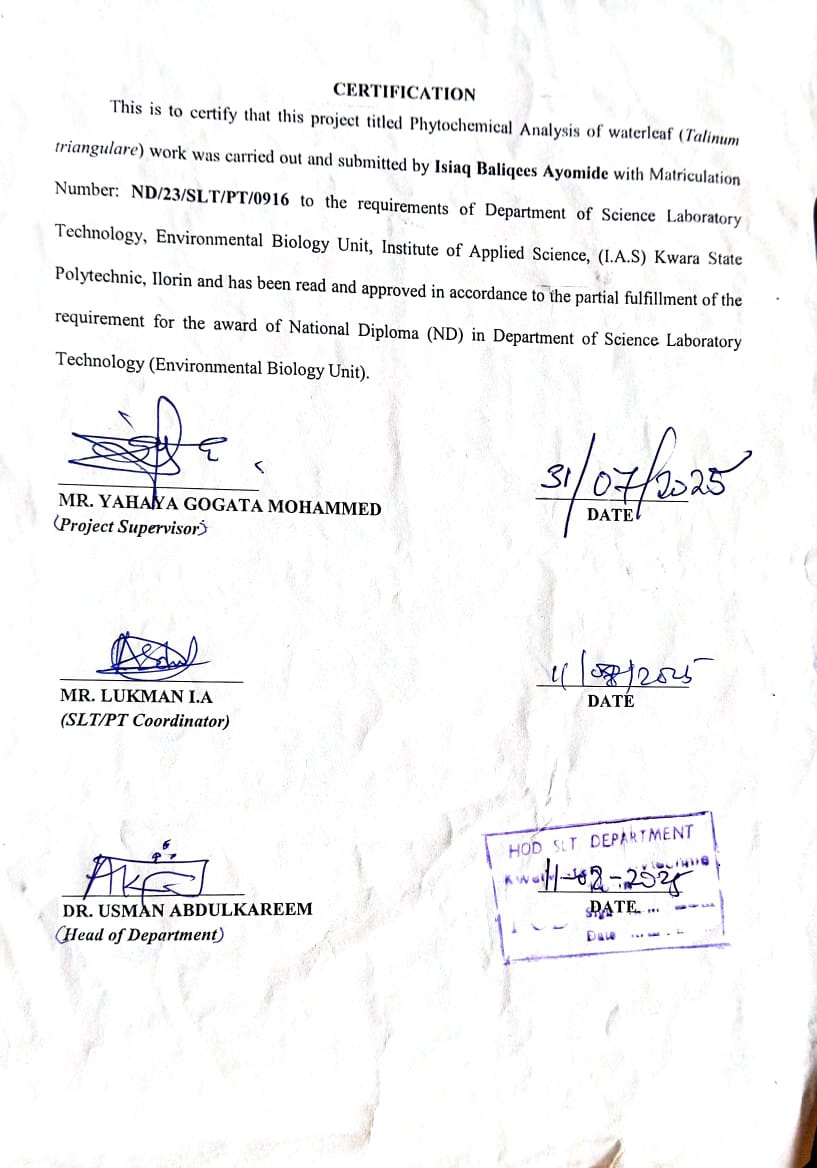 CERTIFICATION
This is to certify that this project titled Phytochemical Analysis of waterleaf (Talinum
triangulare) work was carried out and submitted by Isiaq Baliqees Ayomide with Matriculation
Number: ND/23/SLT/PT/0916 to the requirements of Department of Science Laboratory
Technology, Environmental Biology Unit, Institute of Applied Science, (I.A.S) Kwara State
Polytechnic, Ilorin and has been read and approved in accordance to the partial fulfillment of the
requirement for the award of National Diploma (ND) in Department of Science Laboratory
Technology (Environmental Biology Unit).
31/07/2025
MR. YAHAYA GOGATA MOHAMMED
DATE
(Project Supervisor)
11/08/2025
MR. LUKMAN I.A
DATE
(SLT/PT Coordinator)
HOD SLT DEPARTMENT
DR. USMAN ABDULKAREEM
DATE
(Head of Department)
Date